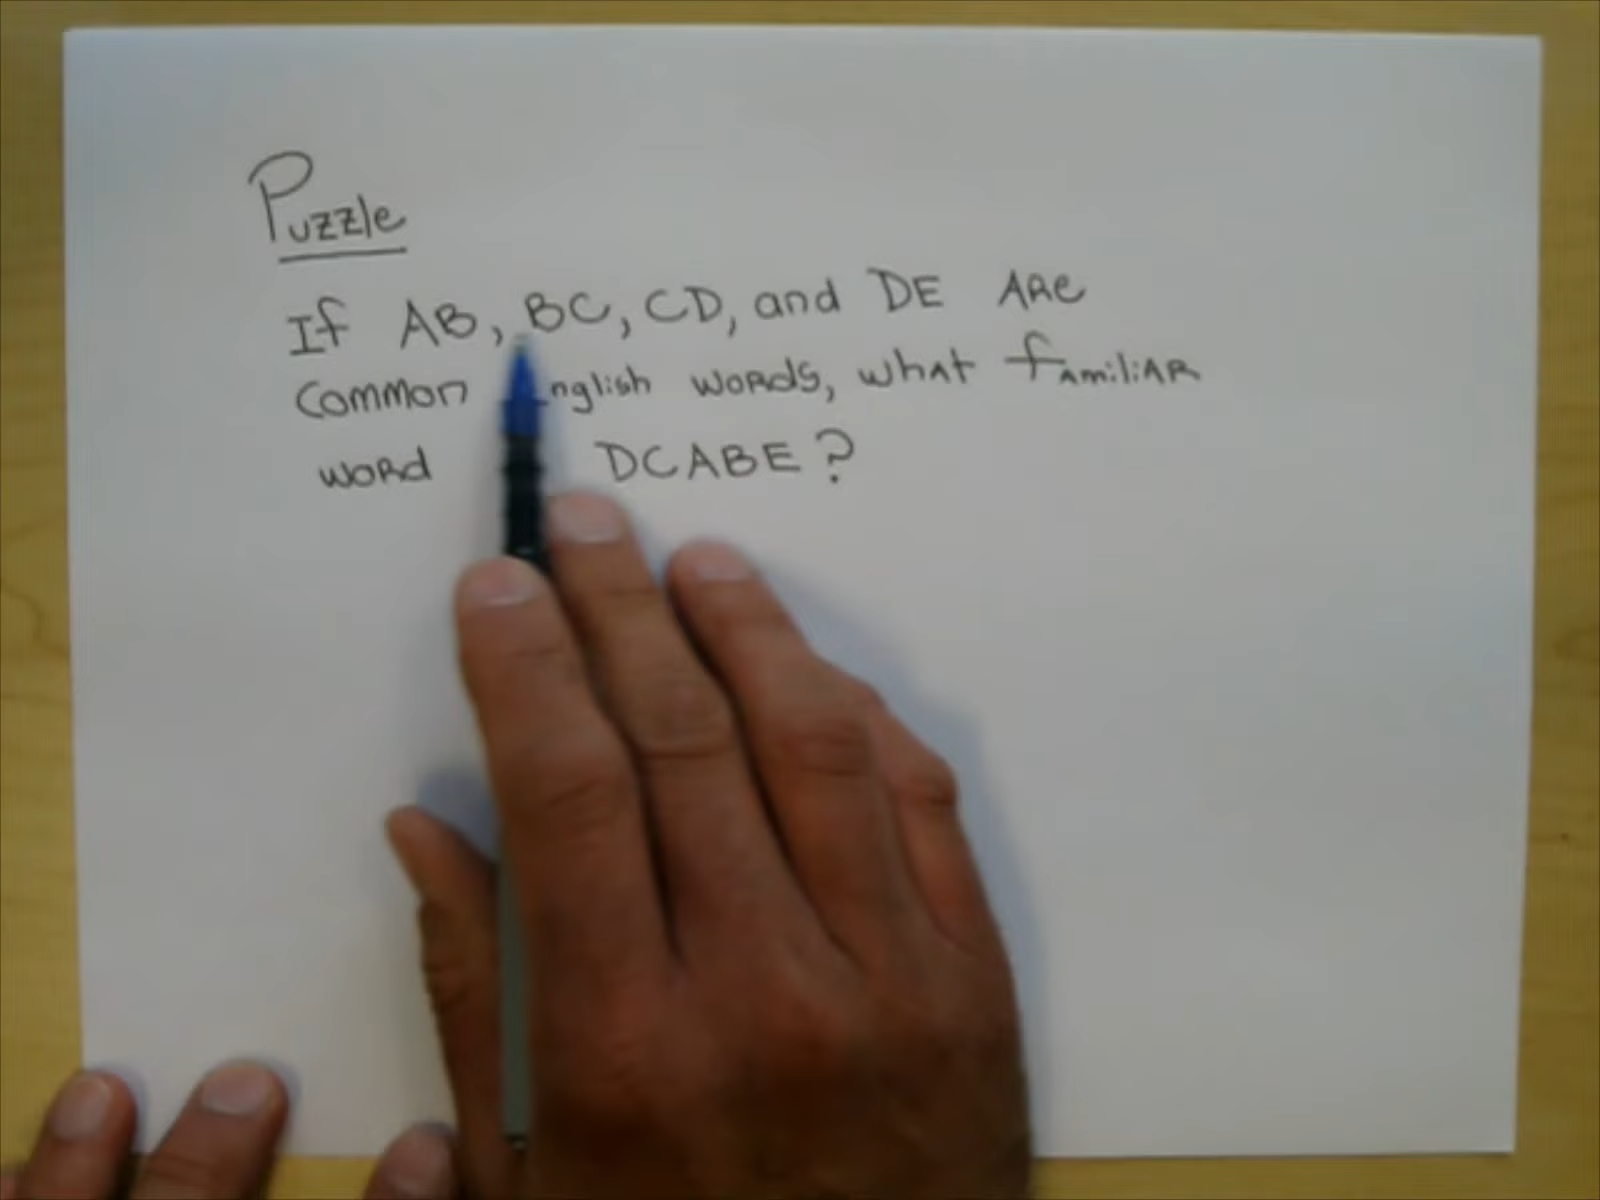 Puzzle
If AB, BC, CD, and DE are
common nglish words, what familiar
word DCABE?